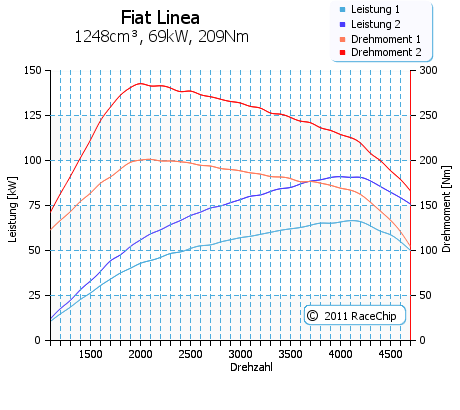 Fiat Linea
1248cm³, 69kW, 209Nm
Leistung 1
Leistung 2
Drehmoment 1
Drehmoment 2
150
125
100
75
50
25
0
Leistung [kW]
300
250
200
150
100
50
0
Drehmoment [Nm]
© 2011 RaceChip
1500 2000 2500 3000 3500 4000 4500
Drehzahl